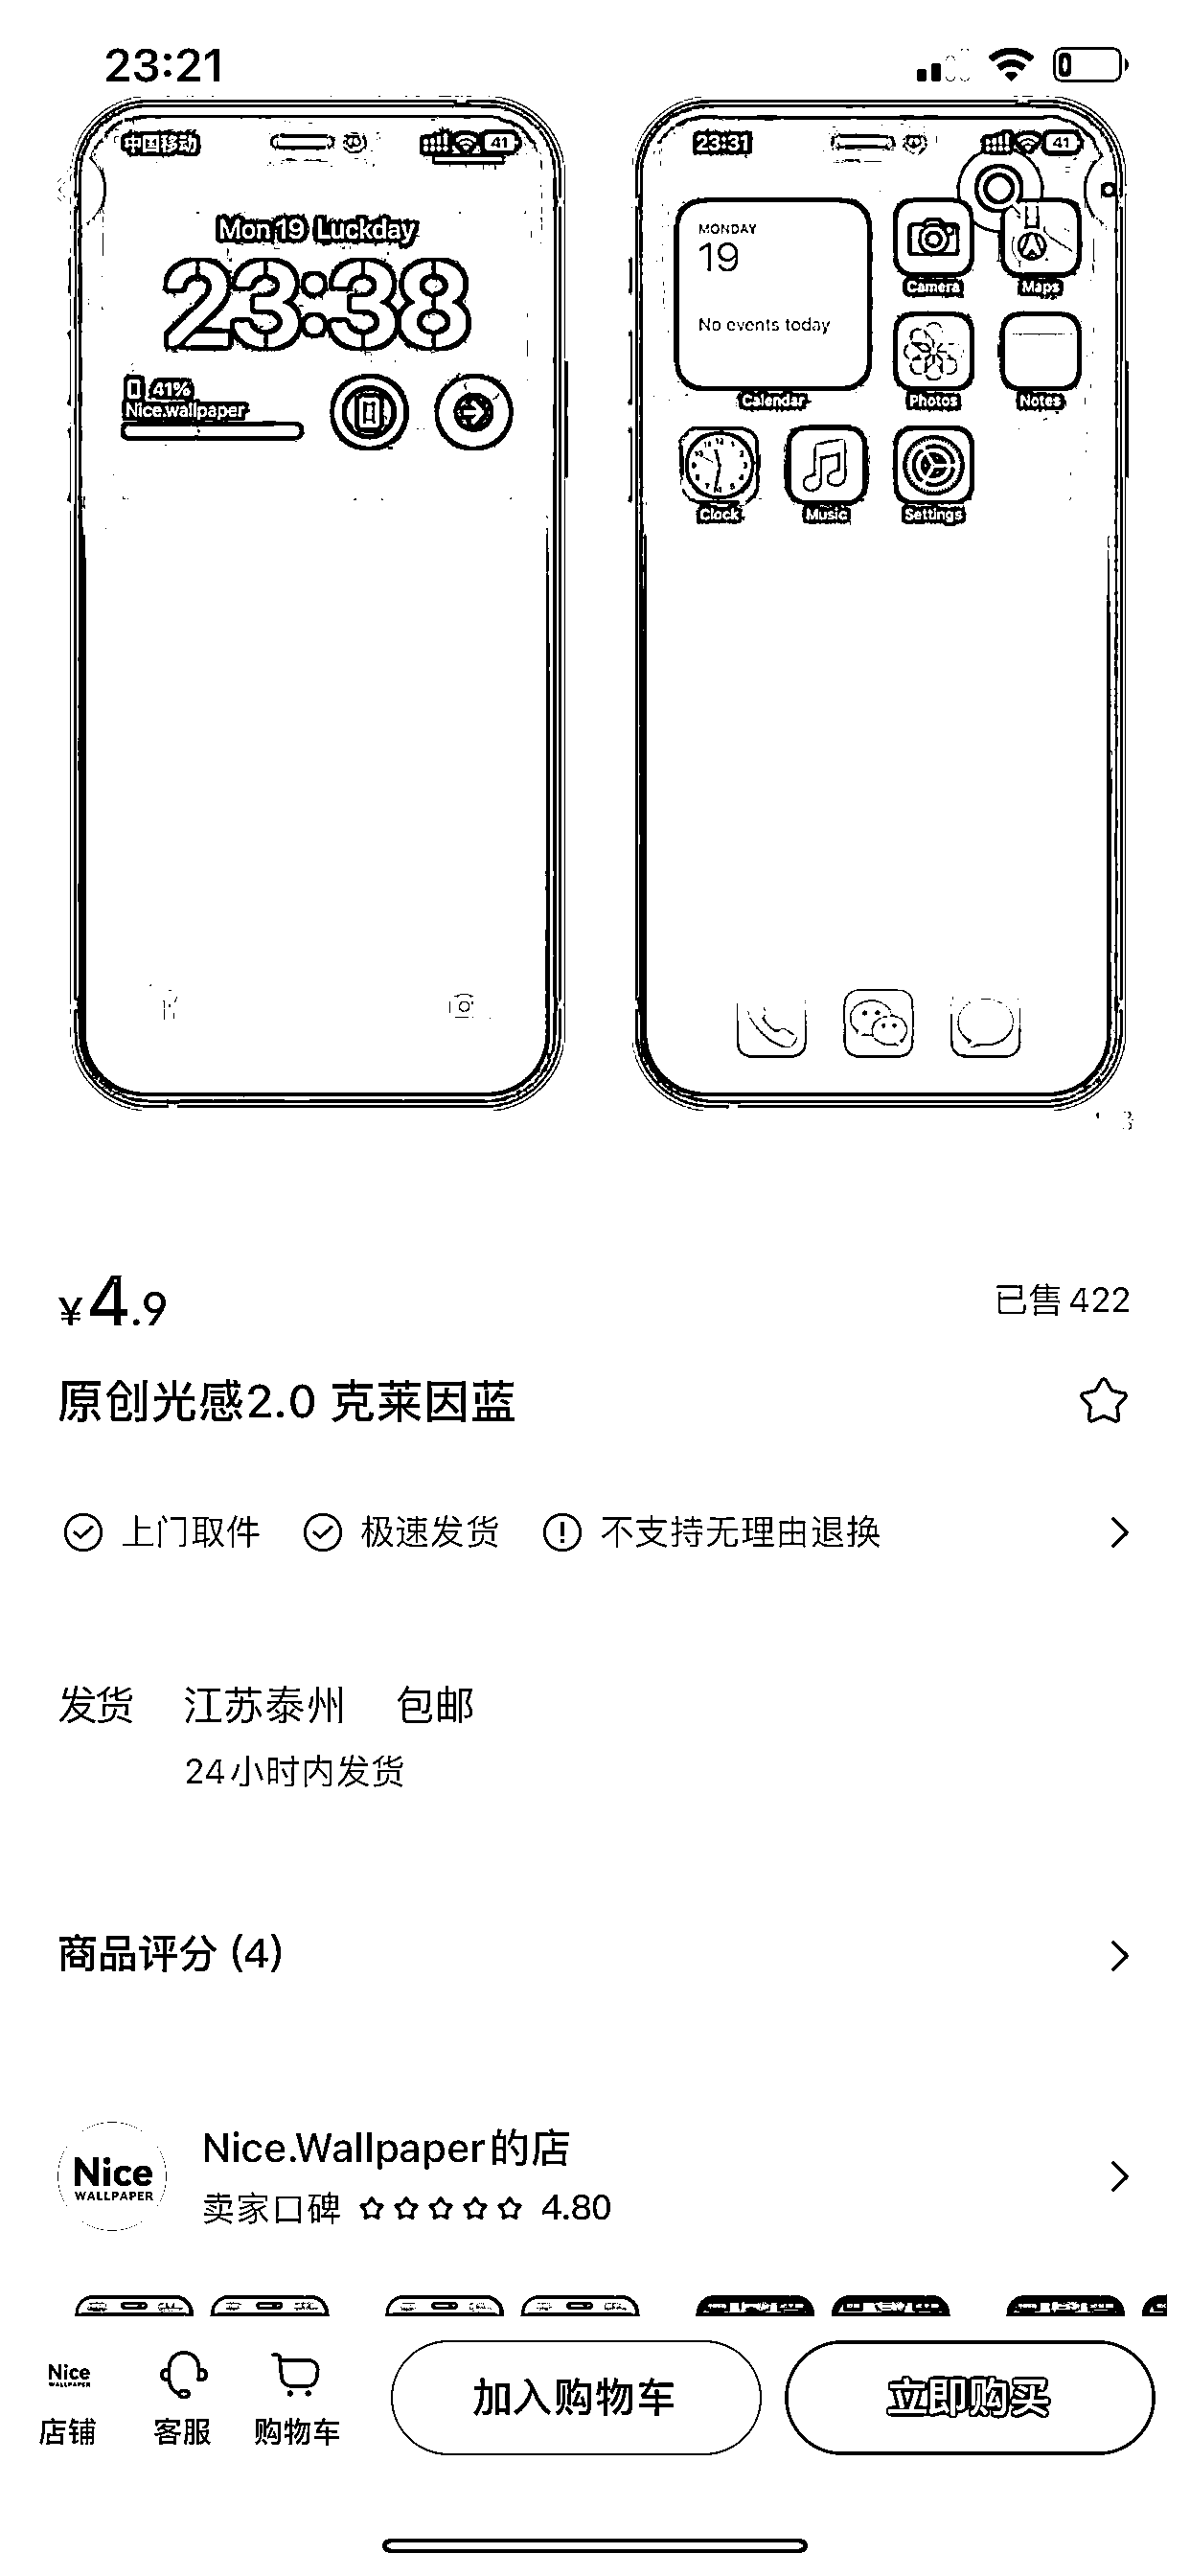 23:21
中国移动
41
Mon 19 Luckday
23:38
41%
Nice.wallpaper
23:31
41
MONDAY
19
No events today
Calendar
Camera
Maps
Photos
Notes
Clock
Music
Settings
¥4.9
已售 422
原创光感2.0 克莱因蓝
上门取件 极速发货 不支持无理由退换
发货 江苏泰州 包邮
24小时内发货
商品评分 (4)
Nice
WALLPAPER
Nice.Wallpaper的店
卖家口碑 4.80
Nice
WALLPAPER
店铺
客服
购物车
加入购物车
立即购买